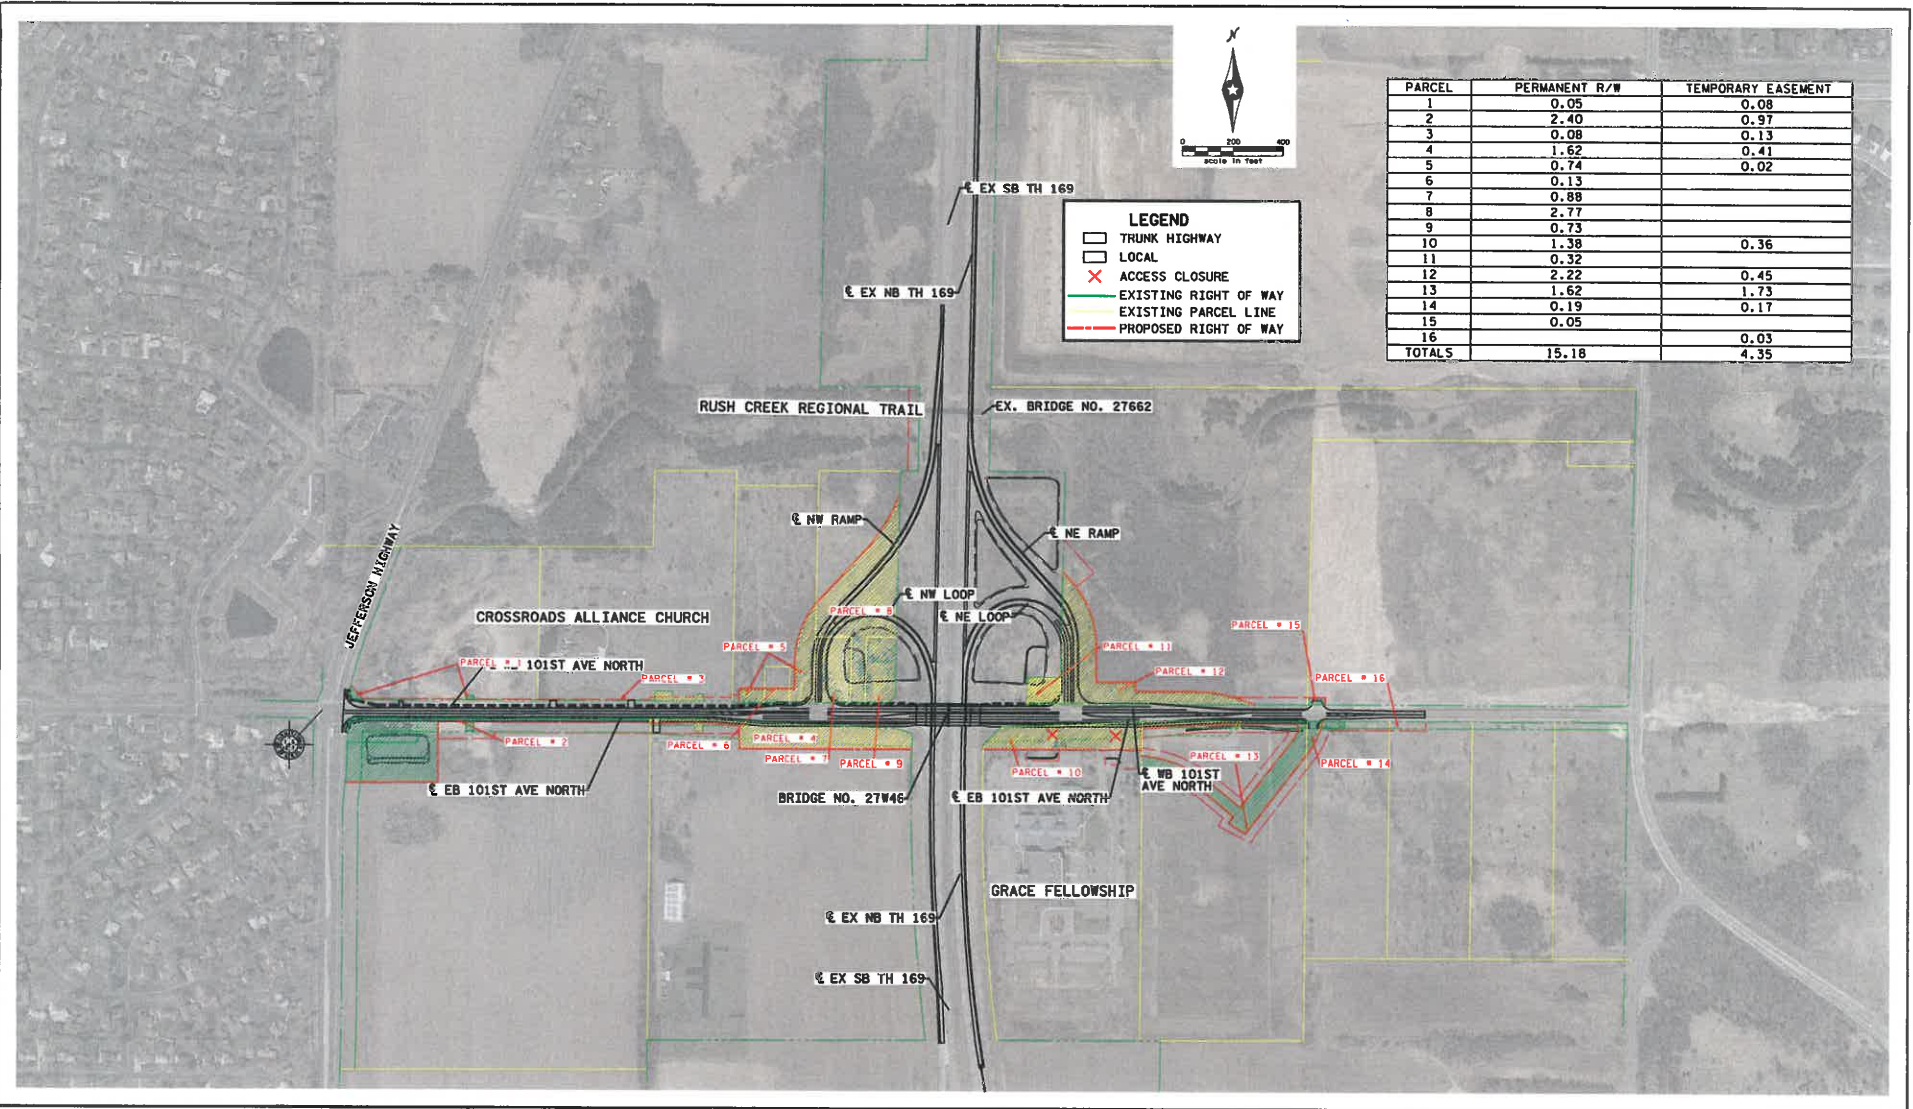 N
0 200 400
scale in feet
PARCEL PERMANENT R/W TEMPORARY EASEMENT
1 0.05 0.08
2 2.40 0.97
3 0.08 0.13
4 1.62 0.41
5 0.74 0.02
6 0.13
7 0.88
8 2.77
9 0.73
10 1.38 0.36
11 0.32
12 2.22 0.45
13 1.62 1.73
14 0.19 0.17
15 0.05
16 0.03
TOTALS 15.18 4.35
℄ EX SB TH 169
LEGEND
TRUNK HIGHWAY
LOCAL
ACCESS CLOSURE
EXISTING RIGHT OF WAY
EXISTING PARCEL LINE
PROPOSED RIGHT OF WAY
℄ EX NB TH 169
RUSH CREEK REGIONAL TRAIL
EX. BRIDGE NO. 27662
℄ NW RAMP
℄ NE RAMP
JEFFERSON HIGHWAY
℄ NW LOOP
PARCEL # 8
℄ NE LOOP
CROSSROADS ALLIANCE CHURCH
PARCEL # 15
PARCEL # 5
PARCEL # 11
PARCEL # 1
101ST AVE NORTH
PARCEL # 12
PARCEL # 3
PARCEL # 16
PARCEL # 2
PARCEL # 4
PARCEL # 6
PARCEL # 7
PARCEL # 9
PARCEL # 13
PARCEL # 14
PARCEL # 10
℄ WB 101ST
AVE NORTH
℄ EB 101ST AVE NORTH
BRIDGE NO. 27W46
℄ EB 101ST AVE NORTH
GRACE FELLOWSHIP
℄ EX NB TH 169
℄ EX SB TH 169